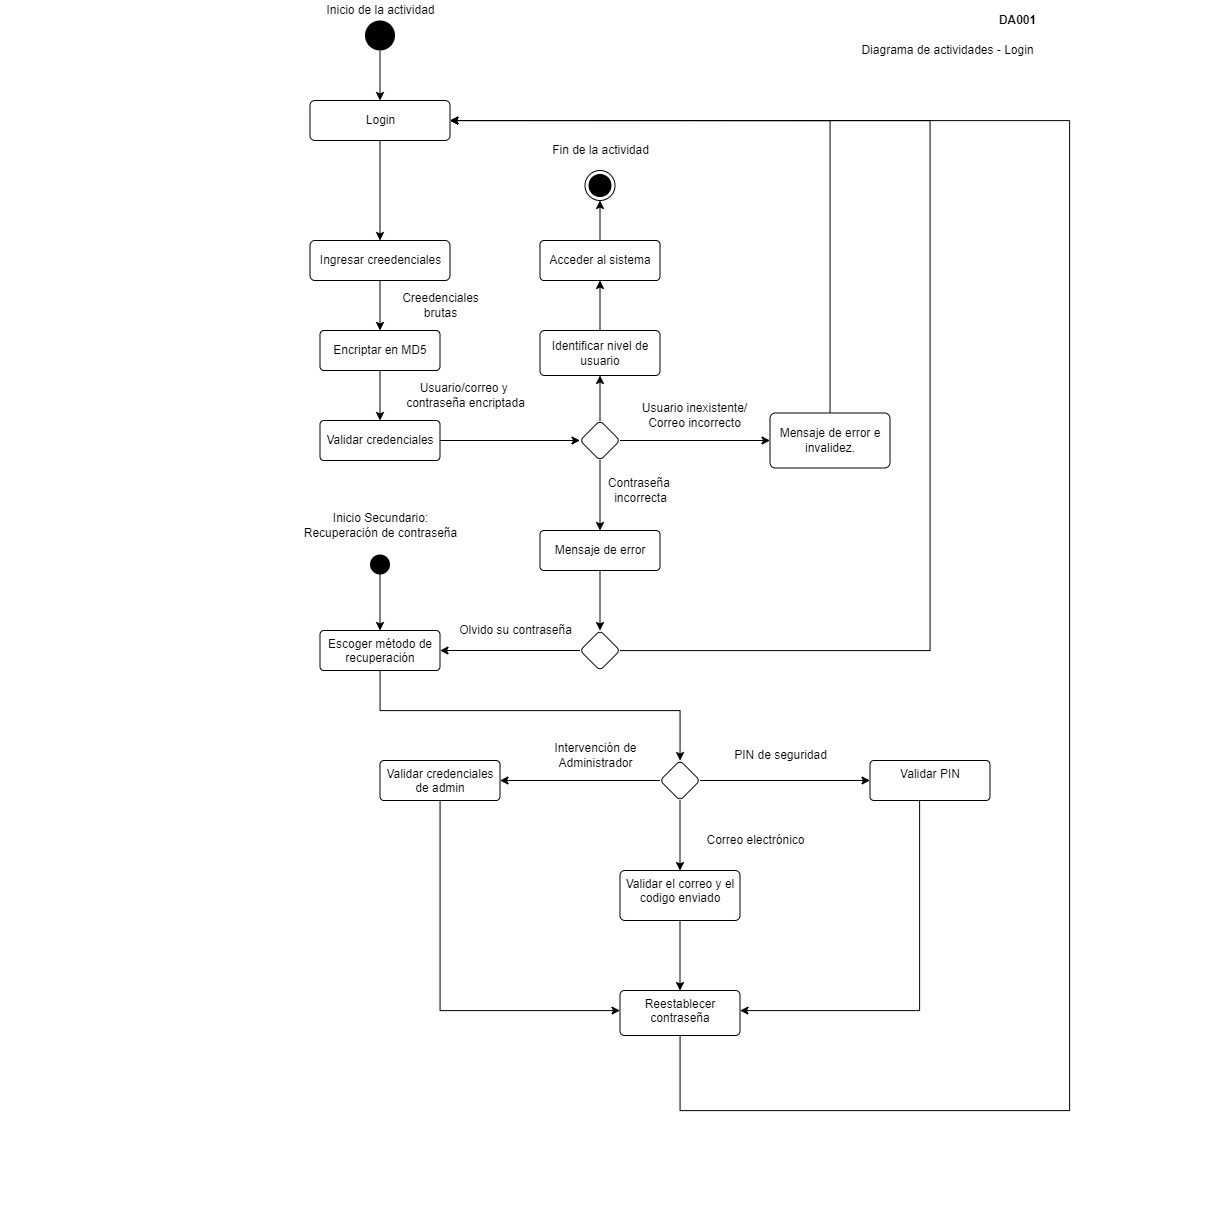 Inicio de la actividad
DA001
Diagrama de actividades - Login
Login
Fin de la actividad
Ingresar creedenciales
Acceder al sistema
Creedenciales
brutas
Encriptar en MD5
Identificar nivel de
usuario
Usuario/correo y
contraseña encriptada
Usuario inexistente/
Correo incorrecto
Validar credenciales
Mensaje de error e
invalidez.
Contraseña
incorrecta
Inicio Secundario:
Recuperación de contraseña
Mensaje de error
Olvido su contraseña
Escoger método de
recuperación
Intervención de
Administrador
PIN de seguridad
Validar credenciales
de admin
Validar PIN
Correo electrónico
Validar el correo y el
codigo enviado
Reestablecer
contraseña